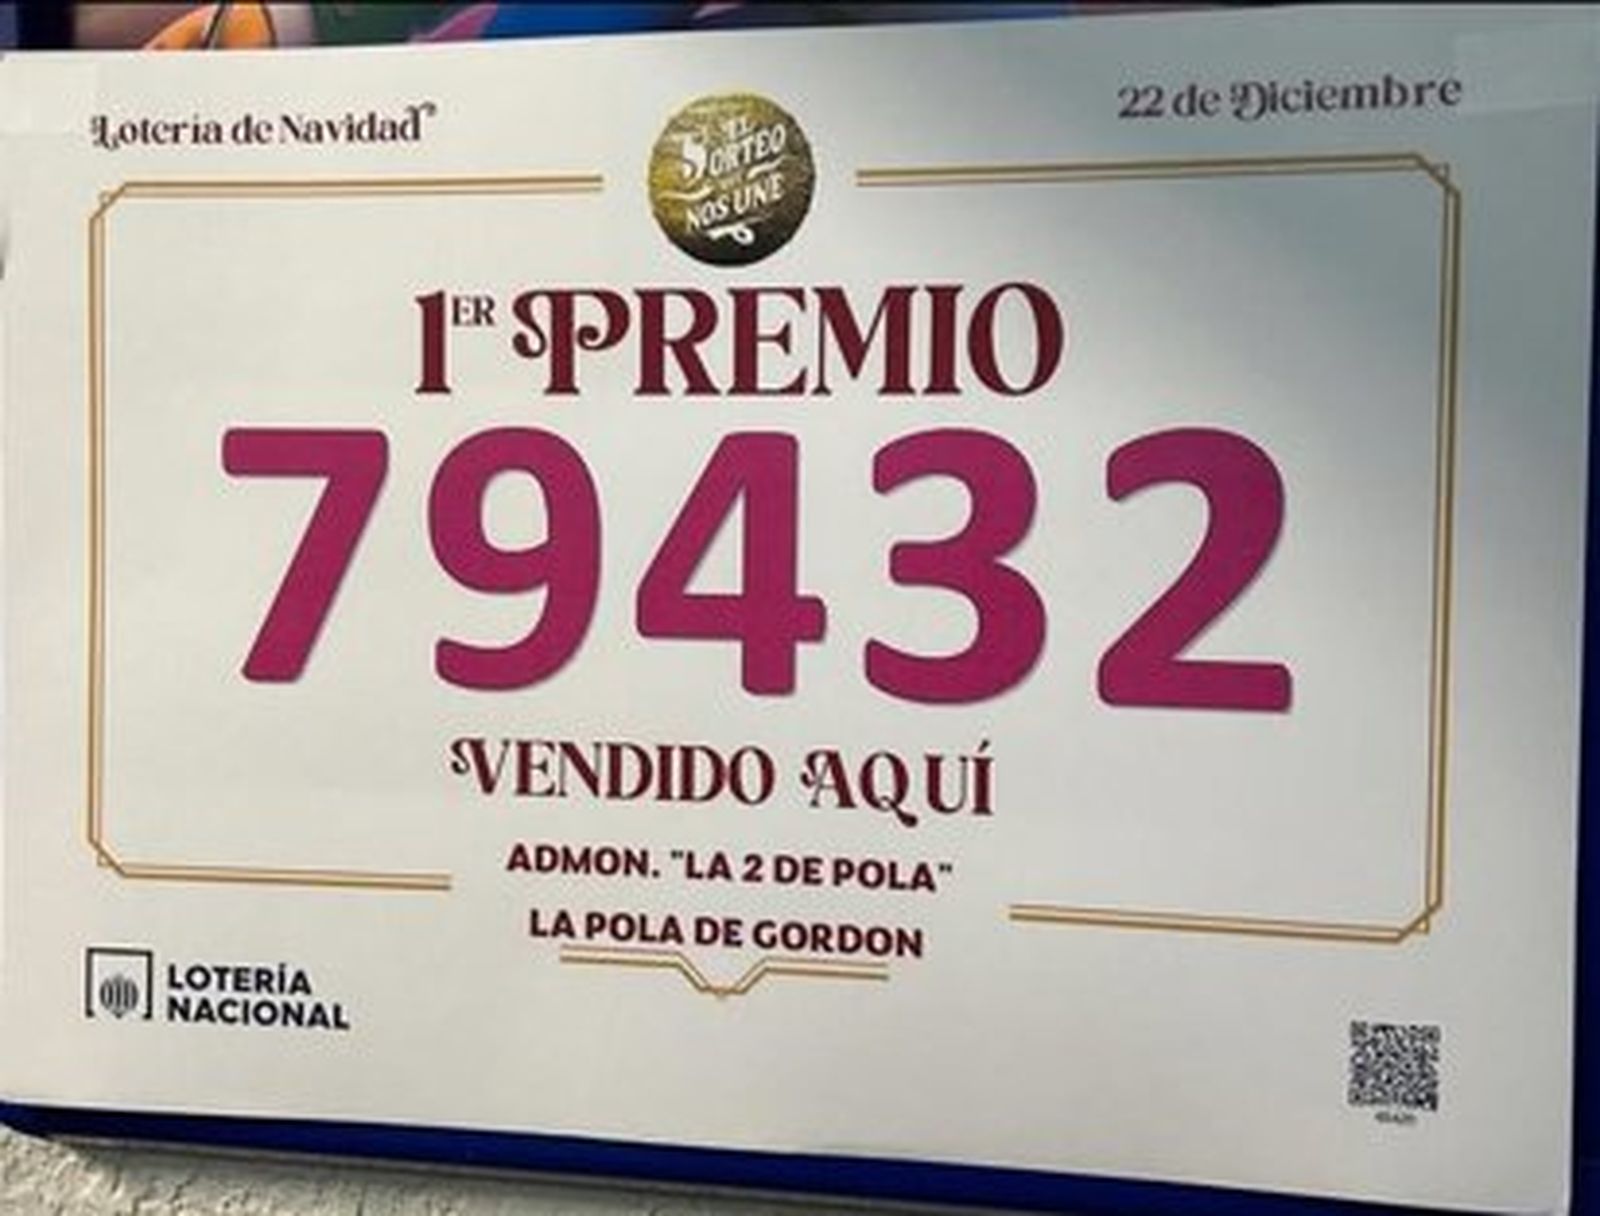 Lotería de Navidad
22 de Diciembre
EL
SORTEO
NOS UNE
1ER PREMIO
79432
VENDIDO AQUÍ
ADMON. "LA 2 DE POLA"
LA POLA DE GORDON
LOTERÍA
NACIONAL